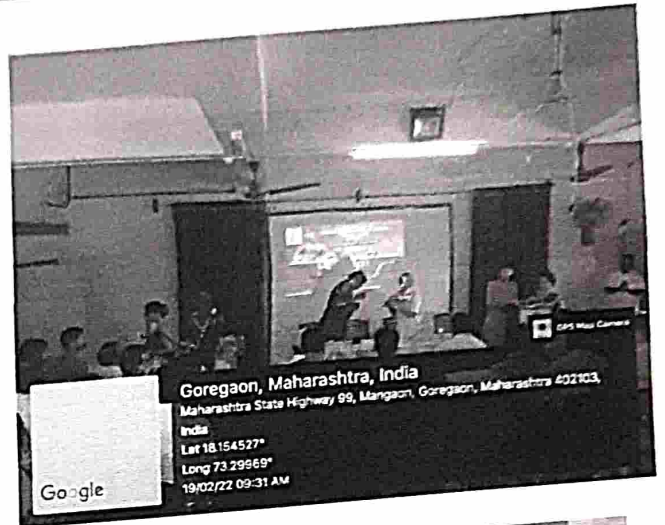 GPS Map Camera
Goregaon, Maharashtra, India
Maharashtra State Highway 99, Mangaon, Goregaon, Maharashtra 402103,
India
Lat 18.154527°
Long 73.29969°
19/02/22 09:31 AM
Google